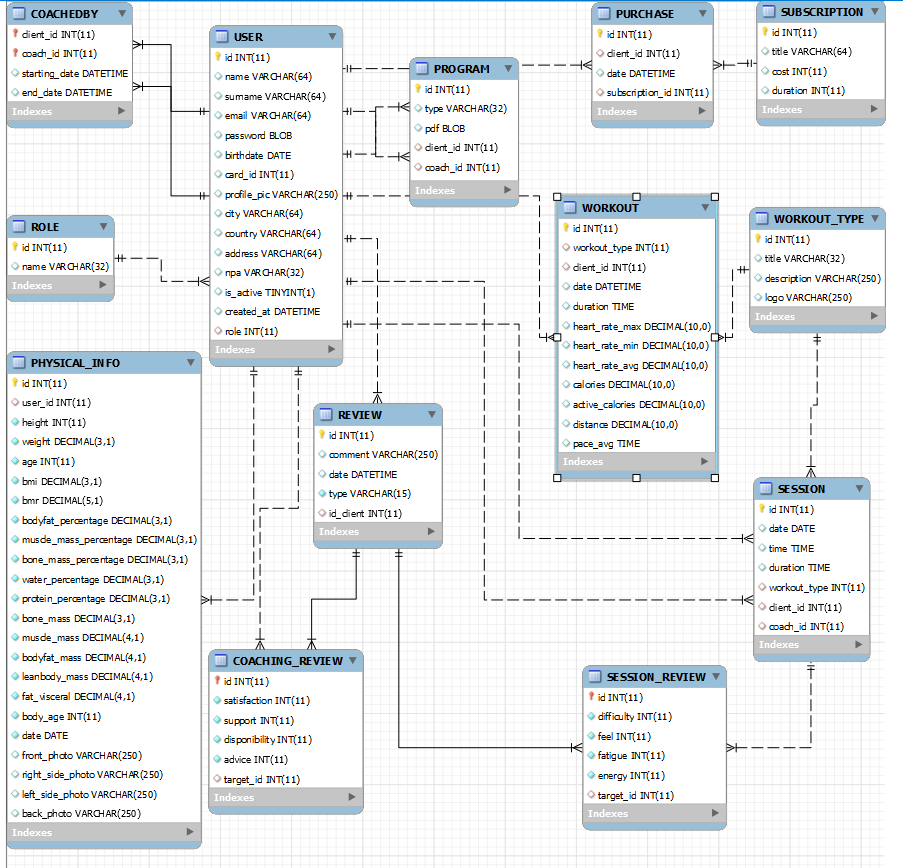 COACHEDBY
client_id INT(11)
coach_id INT(11)
starting_date DATETIME
end_date DATETIME
Indexes
USER
id INT(11)
name VARCHAR(64)
surname VARCHAR(64)
email VARCHAR(64)
password BLOB
birthdate DATE
card_id INT(11)
profile_pic VARCHAR(250)
city VARCHAR(64)
country VARCHAR(64)
address VARCHAR(64)
npa VARCHAR(32)
is_active TINYINT(1)
created_at DATETIME
role INT(11)
Indexes
PROGRAM
id INT(11)
type VARCHAR(32)
pdf BLOB
client_id INT(11)
coach_id INT(11)
Indexes
PURCHASE
id INT(11)
client_id INT(11)
date DATETIME
subscription_id INT(11)
Indexes
SUBSCRIPTION
id INT(11)
title VARCHAR(64)
cost INT(11)
duration INT(11)
Indexes
ROLE
id INT(11)
name VARCHAR(32)
Indexes
WORKOUT
id INT(11)
workout_type INT(11)
client_id INT(11)
date DATETIME
duration TIME
heart_rate_max DECIMAL(10,0)
heart_rate_min DECIMAL(10,0)
heart_rate_avg DECIMAL(10,0)
calories DECIMAL(10,0)
active_calories DECIMAL(10,0)
distance DECIMAL(10,0)
pace_avg TIME
Indexes
WORKOUT_TYPE
id INT(11)
title VARCHAR(32)
description VARCHAR(250)
logo VARCHAR(250)
Indexes
PHYSICAL_INFO
id INT(11)
user_id INT(11)
height INT(11)
weight DECIMAL(3,1)
age INT(11)
bmi DECIMAL(3,1)
bmr DECIMAL(5,1)
bodyfat_percentage DECIMAL(3,1)
muscle_mass_percentage DECIMAL(3,1)
bone_mass_percentage DECIMAL(3,1)
water_percentage DECIMAL(3,1)
protein_percentage DECIMAL(3,1)
bone_mass DECIMAL(3,1)
muscle_mass DECIMAL(4,1)
bodyfat_mass DECIMAL(4,1)
leanbody_mass DECIMAL(4,1)
fat_visceral DECIMAL(4,1)
body_age INT(11)
date DATE
front_photo VARCHAR(250)
right_side_photo VARCHAR(250)
left_side_photo VARCHAR(250)
back_photo VARCHAR(250)
Indexes
REVIEW
id INT(11)
comment VARCHAR(250)
date DATETIME
type VARCHAR(15)
id_client INT(11)
Indexes
SESSION
id INT(11)
date DATE
time TIME
duration TIME
workout_type INT(11)
client_id INT(11)
coach_id INT(11)
Indexes
COACHING_REVIEW
id INT(11)
satisfaction INT(11)
support INT(11)
disponibility INT(11)
advice INT(11)
target_id INT(11)
Indexes
SESSION_REVIEW
id INT(11)
difficulty INT(11)
feel INT(11)
fatigue INT(11)
energy INT(11)
target_id INT(11)
Indexes